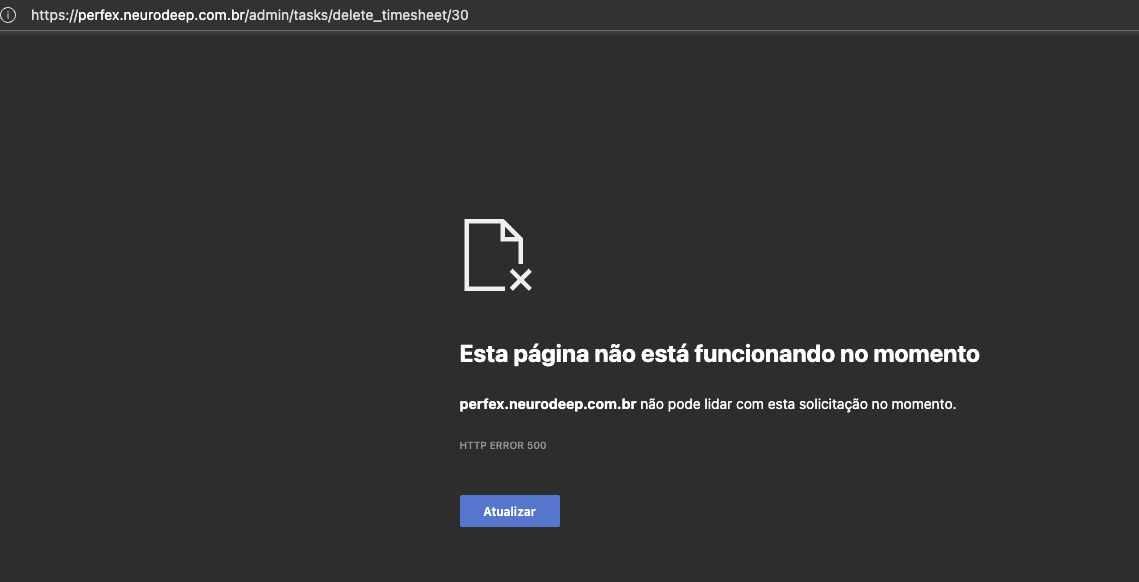 https://perfex.neurodeep.com.br/admin/tasks/delete_timesheet/30
Esta página não está funcionando no momento
perfex.neurodeep.com.br não pode lidar com esta solicitação no momento.
HTTP ERROR 500
Atualizar